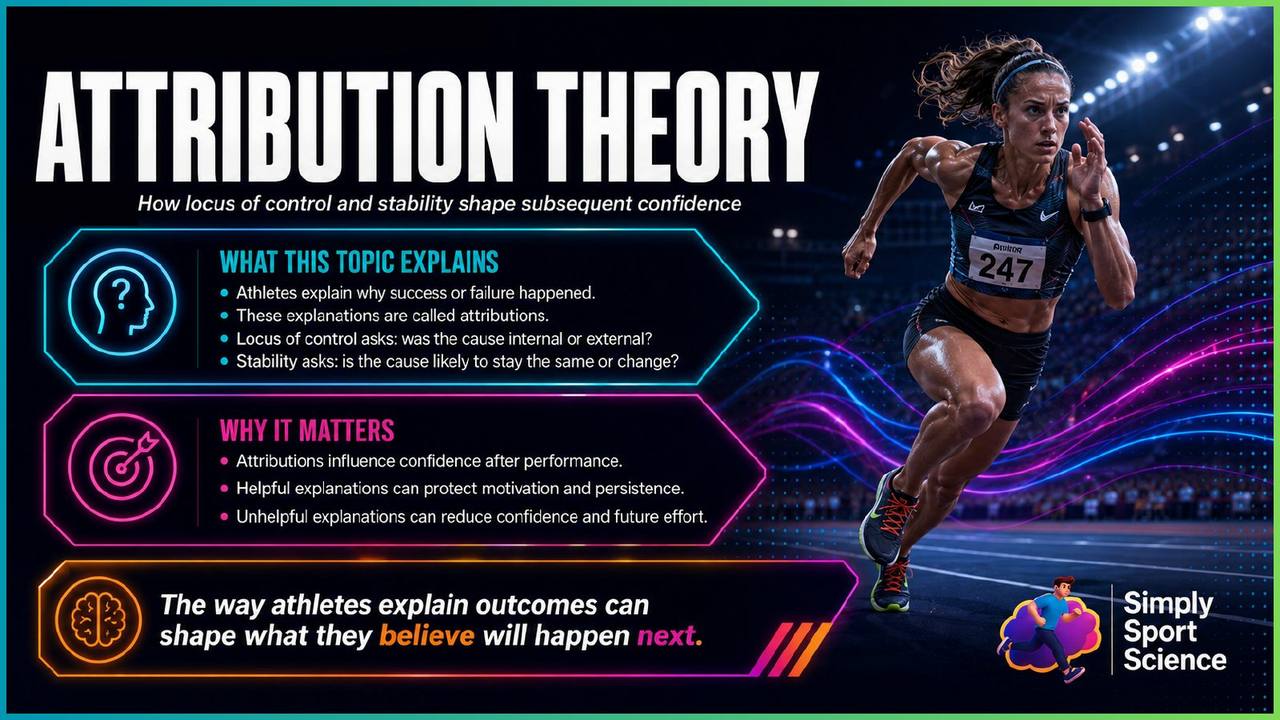 ATTRIBUTION THEORY
How locus of control and stability shape subsequent confidence
WHAT THIS TOPIC EXPLAINS
• Athletes explain why success or failure happened.
• These explanations are called attributions.
• Locus of control asks: was the cause internal or external?
• Stability asks: is the cause likely to stay the same or change?
WHY IT MATTERS
• Attributions influence confidence after performance.
• Helpful explanations can protect motivation and persistence.
• Unhelpful explanations can reduce confidence and future effort.
The way athletes explain outcomes can
shape what they believe will happen next.
247
Simply
Sport
Science